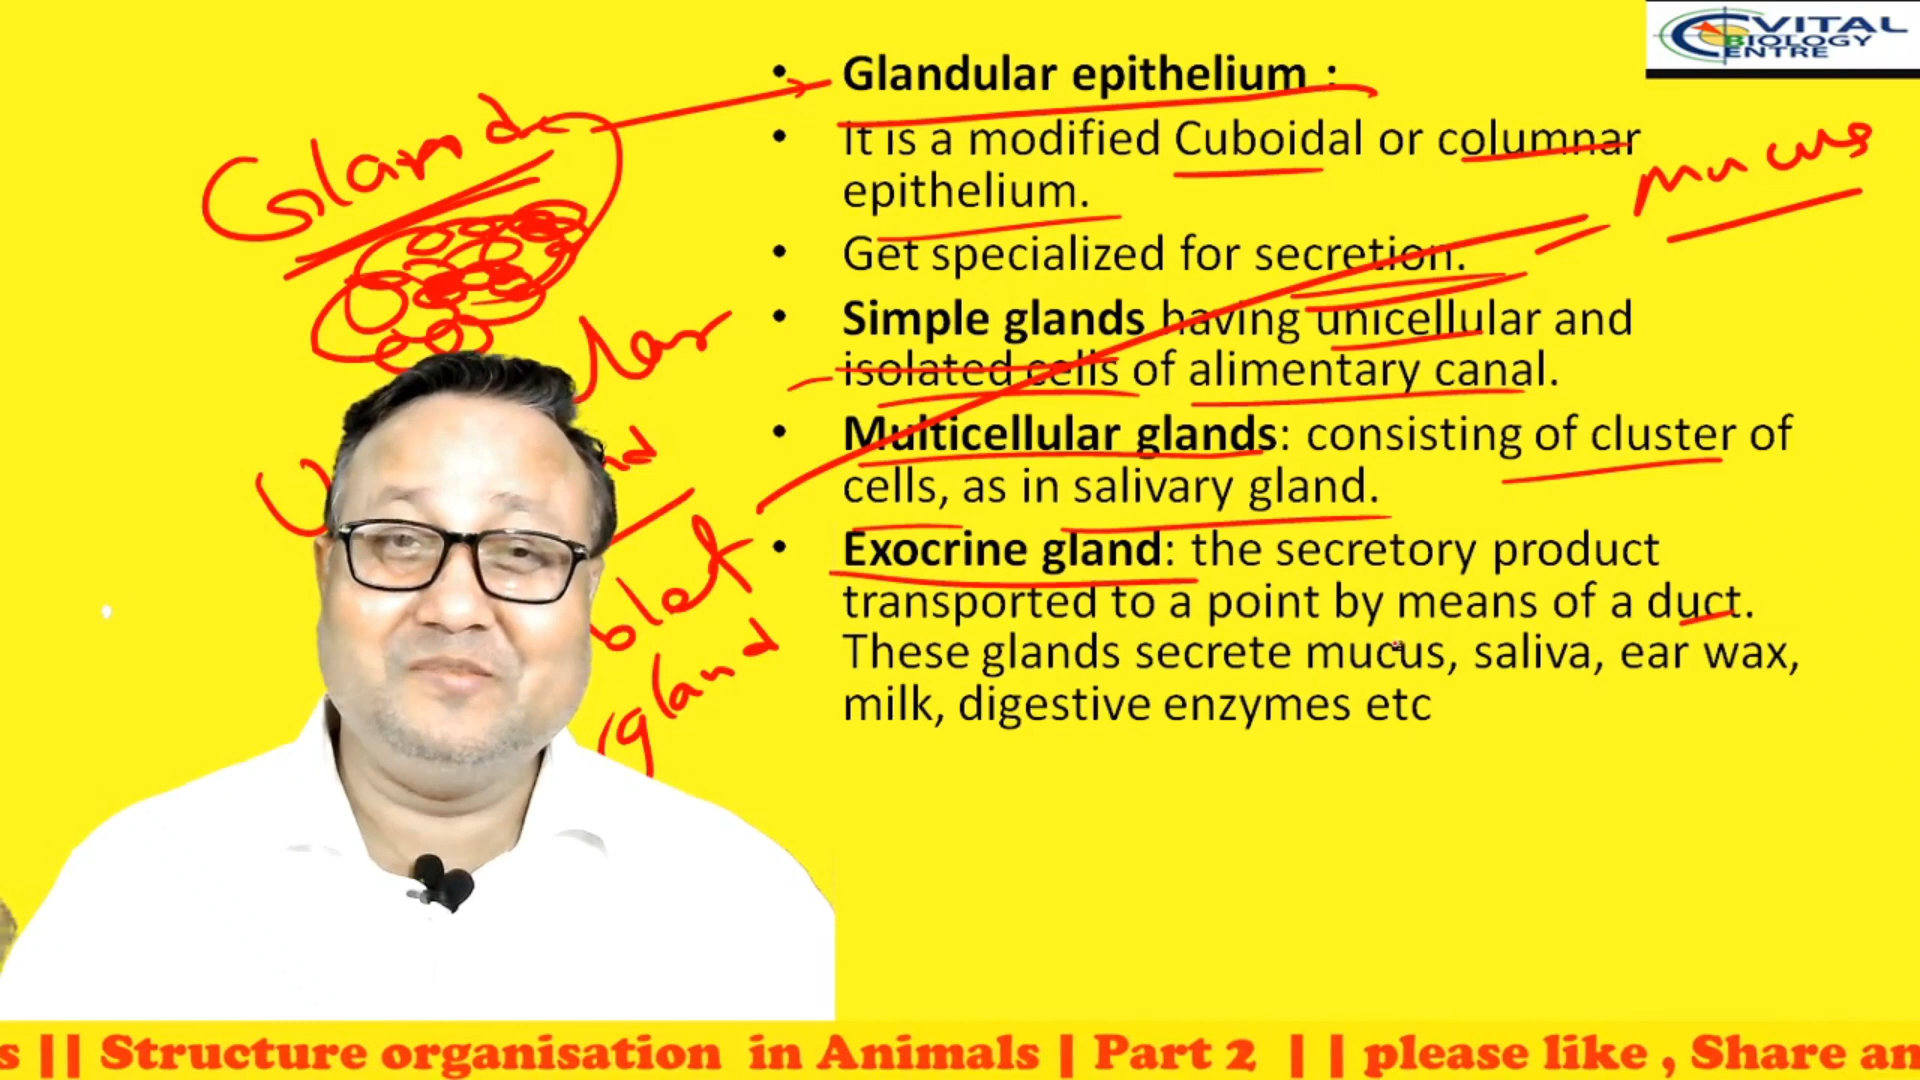 VITAL
BIOLOGY
CENTRE
• Glandular epithelium :
• It is a modified Cuboidal or columnar
epithelium.
• Get specialized for secretion.
• Simple glands having unicellular and
isolated cells of alimentary canal.
• Multicellular glands: consisting of cluster of
cells, as in salivary gland.
• Exocrine gland: the secretory product
transported to a point by means of a duct.
These glands secrete mucus, saliva, ear wax,
milk, digestive enzymes etc
Gland
mucus
gland
s || Structure organisation in Animals | Part 2 || please like , Share an